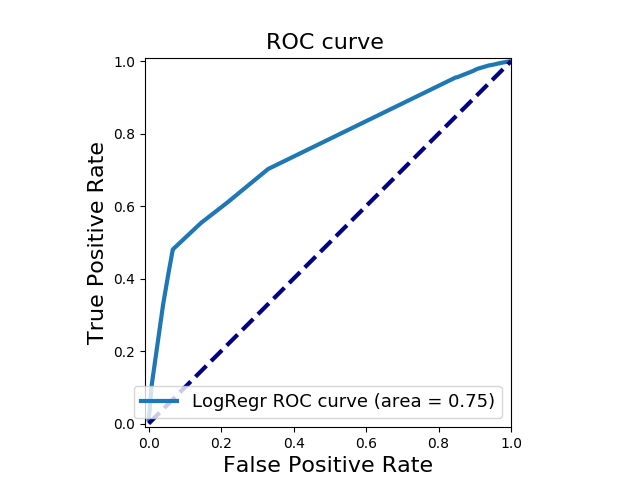 ROC curve
True Positive Rate
1.0
0.8
0.6
0.4
0.2
0.0
LogRegr ROC curve (area = 0.75)
0.0 0.2 0.4 0.6 0.8 1.0
False Positive Rate